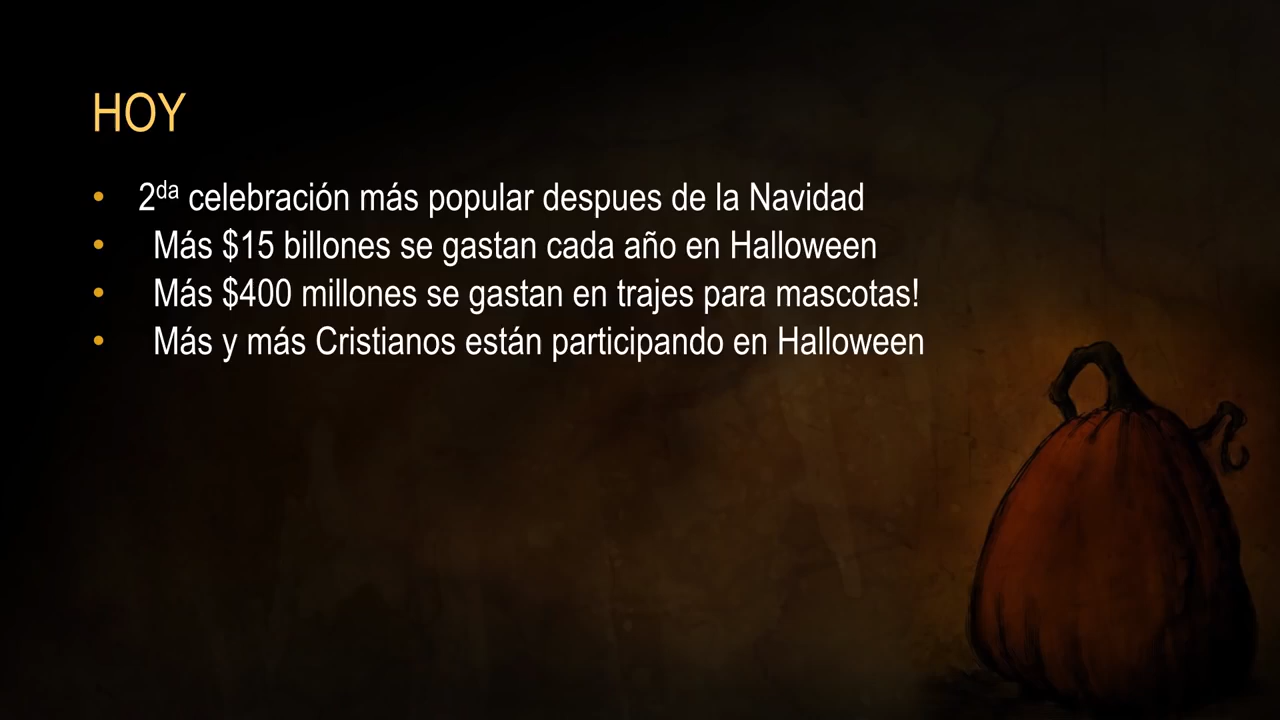 HOY
• 2da celebración más popular despues de la Navidad
• Más $15 billones se gastan cada año en Halloween
• Más $400 millones se gastan en trajes para mascotas!
• Más y más Cristianos están participando en Halloween